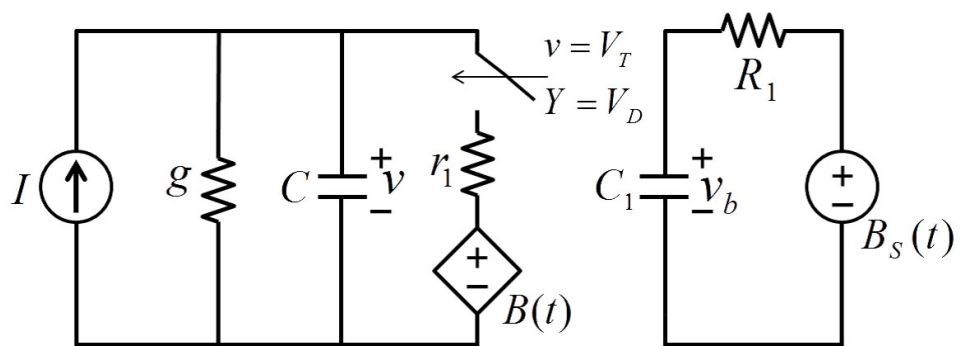 v = V_T
Y = V_D
R_1
I
g
C
+
v
−
r_1
C_1
+
v_b
−
+
−
B_S(t)
+
−
B(t)